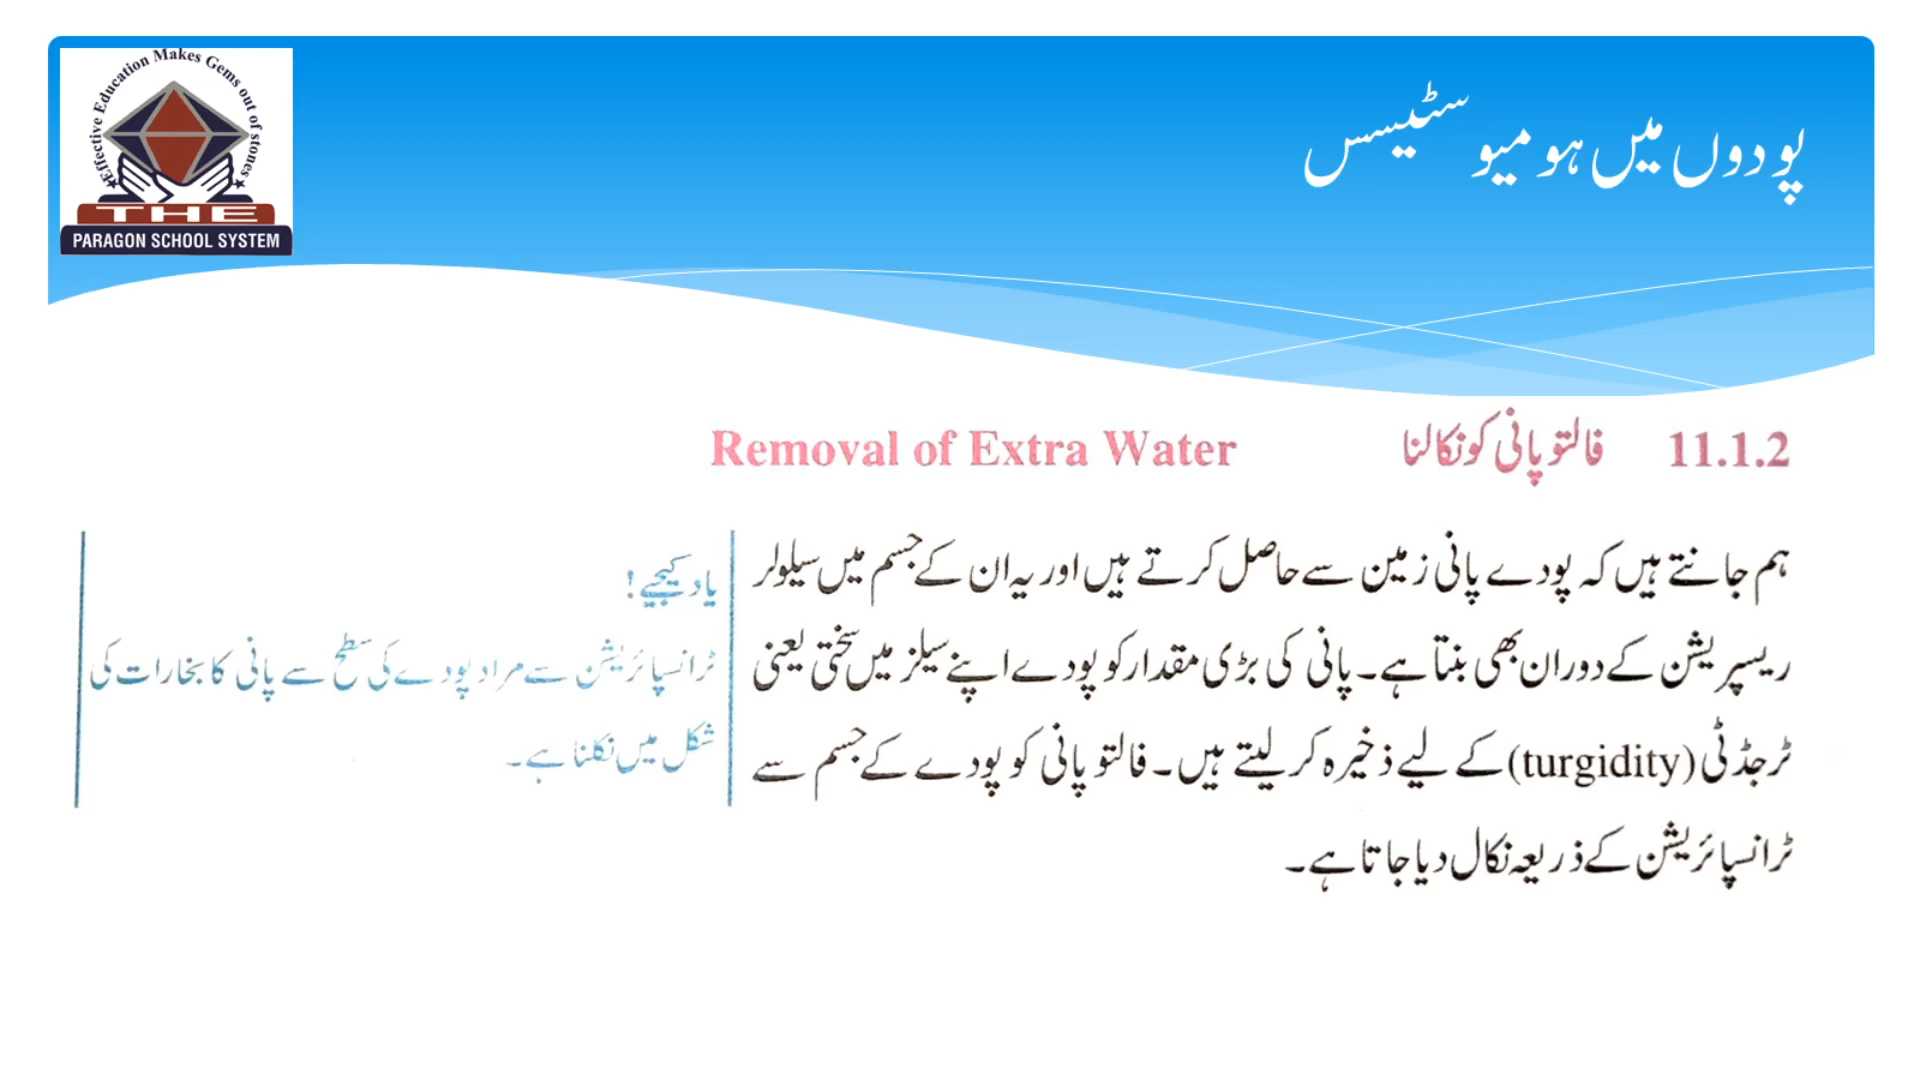 Effective Education Makes Gems out of stones
THE
PARAGON SCHOOL SYSTEM
پودوں میں ہومیوسٹیسس
11.1.2 فالتو پانی کو نکالنا Removal of Extra Water
ہم جانتے ہیں کہ پودے پانی زمین سے حاصل کرتے ہیں اور یہ ان کے جسم میں سیلولر
ریسپریشن کے دوران بھی بنتا ہے۔ پانی کی بڑی مقدار کو پودے اپنے سیلز میں سختی یعنی
ٹرجڈٹی (turgidity) کے لیے ذخیرہ کر لیتے ہیں۔ فالتو پانی کو پودے کے جسم سے
ٹرانسپائریشن کے ذریعہ نکال دیا جاتا ہے۔
یاد کیجیے!
ٹرانسپائریشن سے مراد پودے کی سطح سے پانی کا بخارات کی
شکل میں نکلنا ہے۔